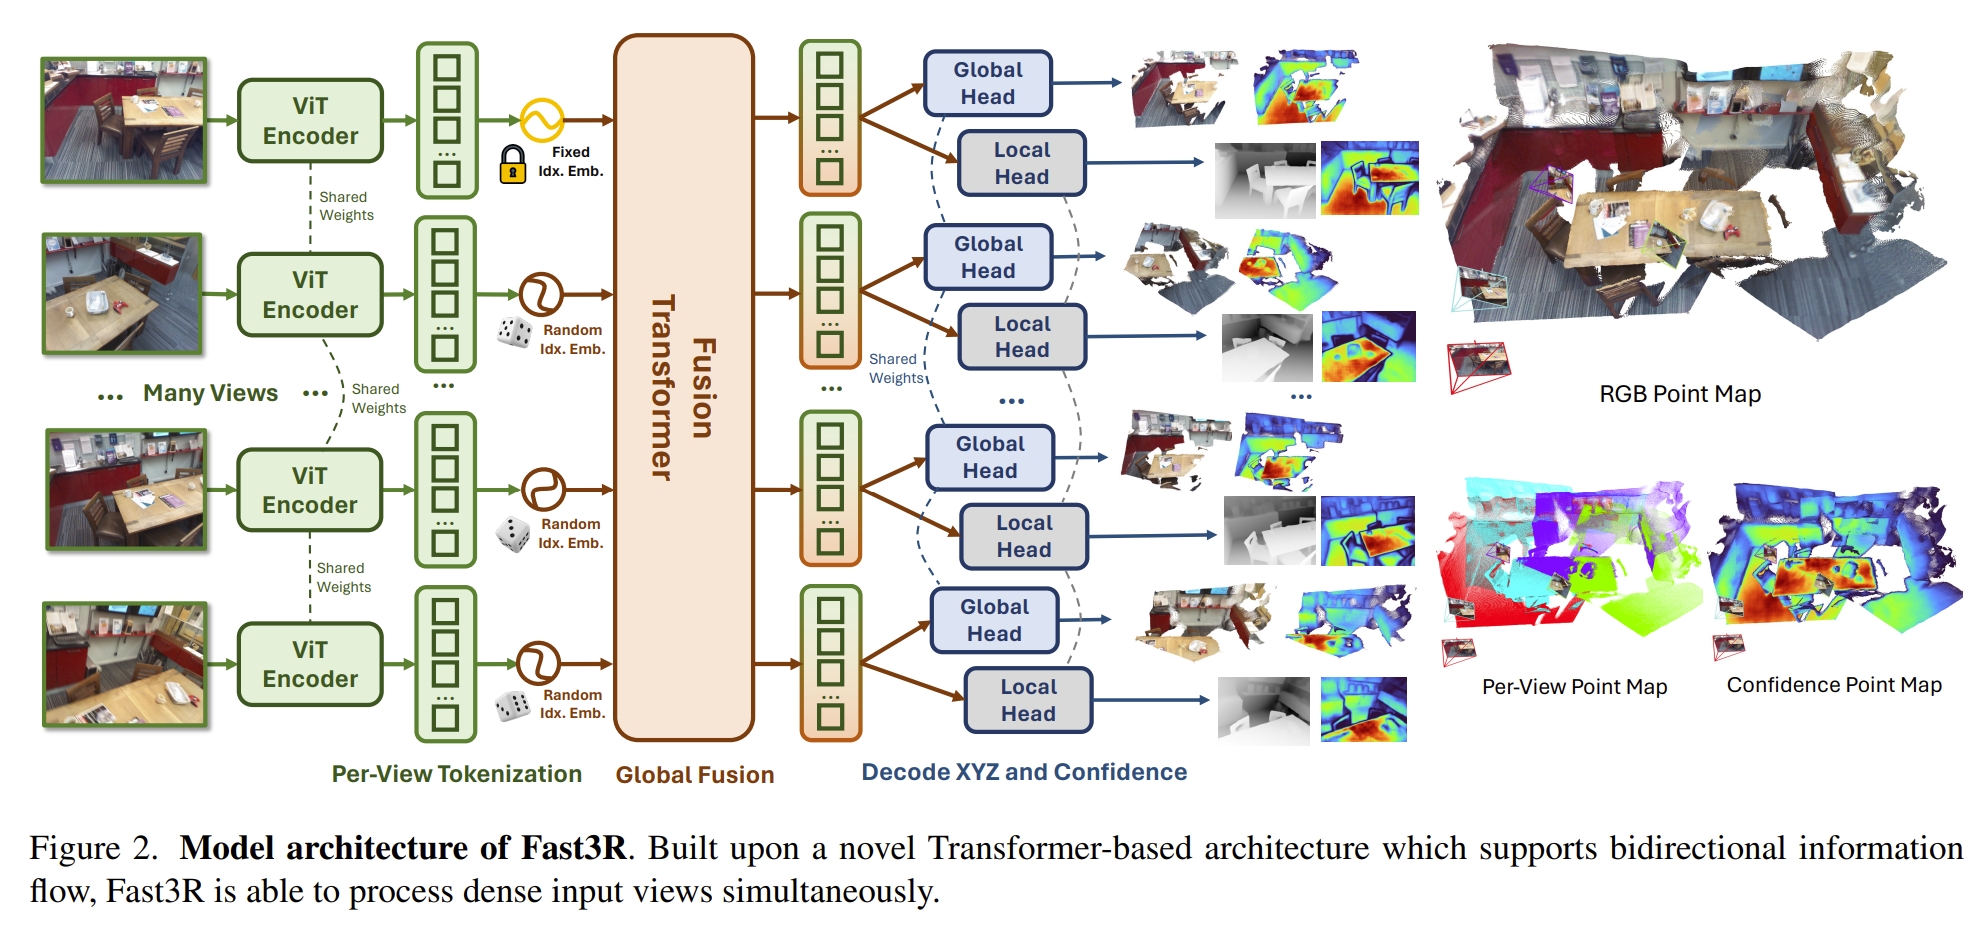 ViT
Encoder
...
Fixed
Idx. Emb.
...
Global
Head
Local
Head
Shared
Weights
ViT
Encoder
...
Random
Idx. Emb.
...
Global
Head
Local
Head
... Many Views ...
Shared
Weights
...
Fusion
Transformer
...
Shared
Weights
...
...
ViT
Encoder
...
Random
Idx. Emb.
...
Global
Head
Local
Head
Shared
Weights
ViT
Encoder
...
Random
Idx. Emb.
...
Global
Head
Local
Head
RGB Point Map
Per-View Point Map
Confidence Point Map
Per-View Tokenization
Global Fusion
Decode XYZ and Confidence
Figure 2. Model architecture of Fast3R. Built upon a novel Transformer-based architecture which supports bidirectional information
flow, Fast3R is able to process dense input views simultaneously.